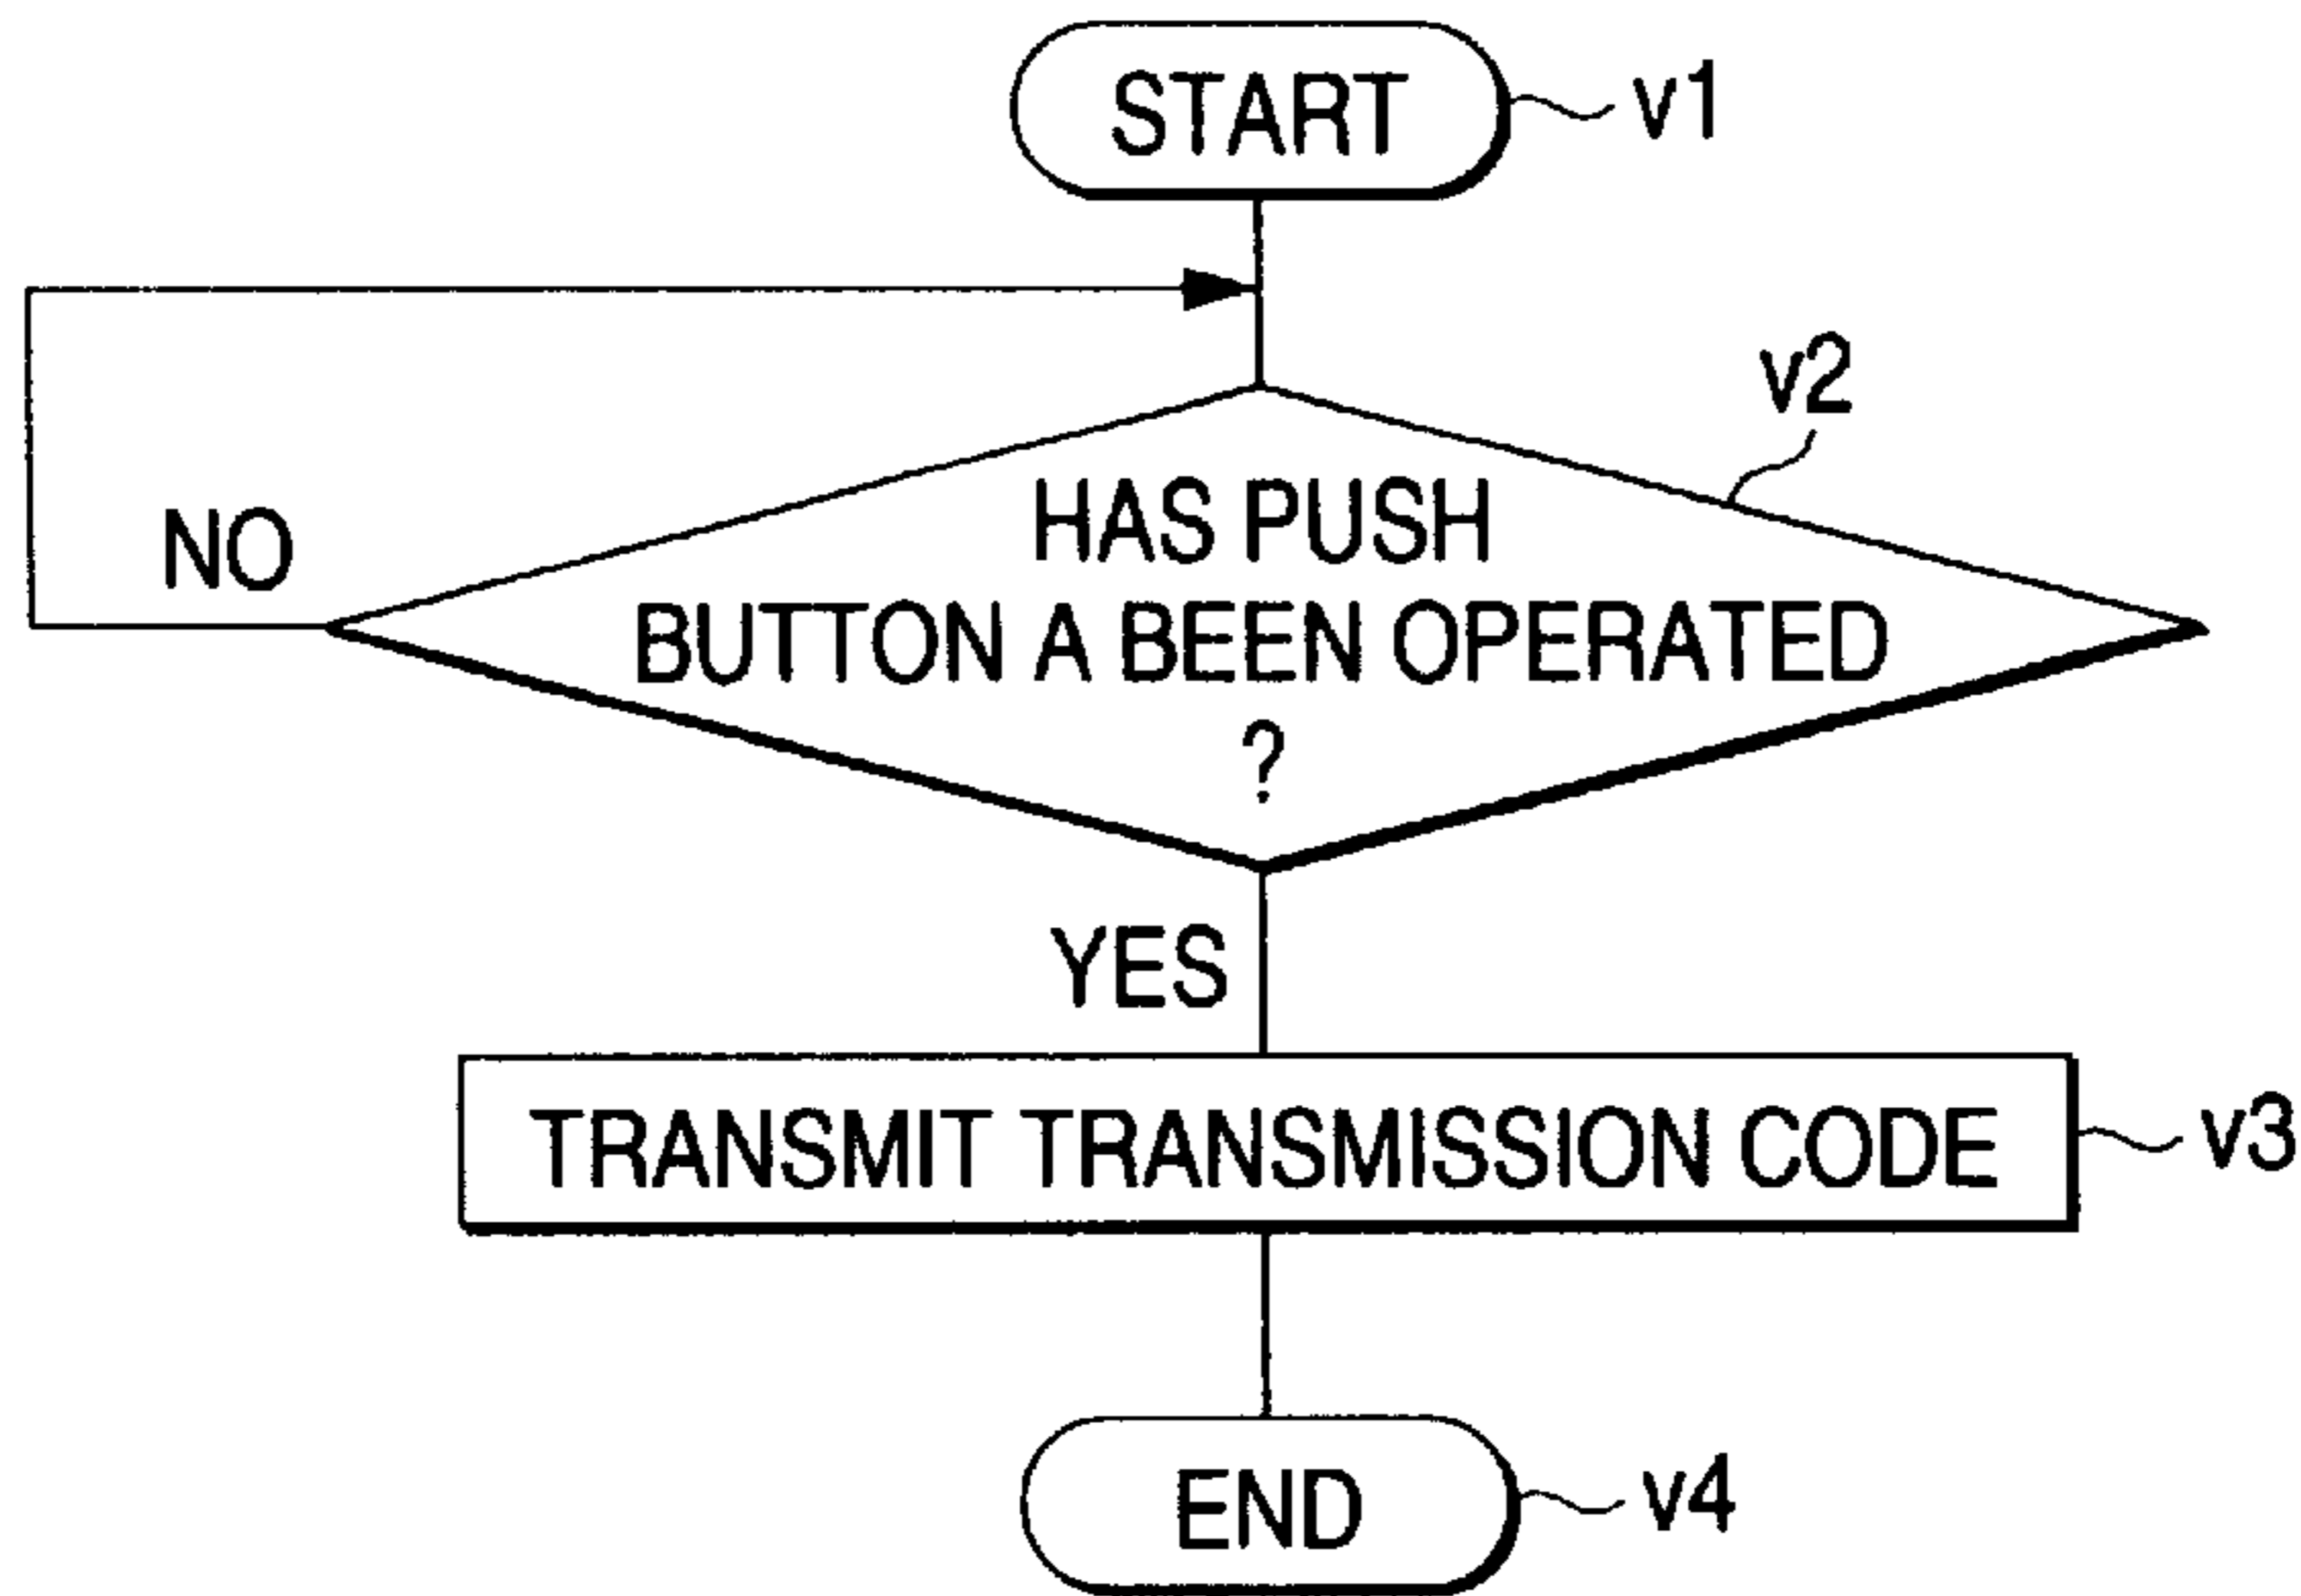 START
v1
v2
HAS PUSH
BUTTON A BEEN OPERATED
?
NO
YES
TRANSMIT TRANSMISSION CODE
v3
END
v4